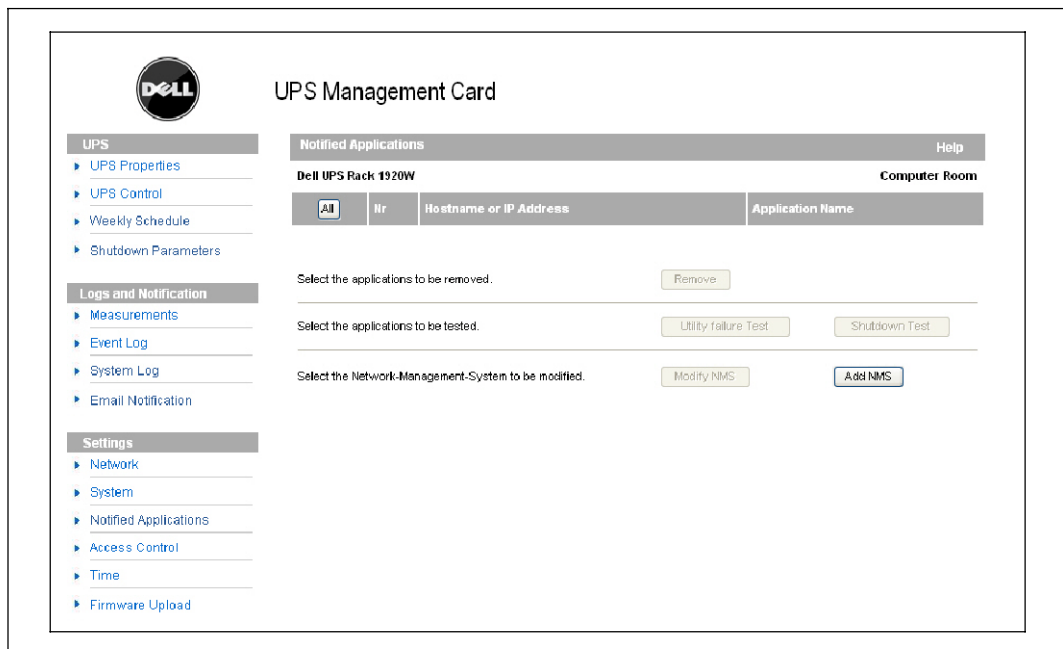 DELL
UPS Management Card
UPS
UPS Properties
UPS Control
Weekly Schedule
Shutdown Parameters
Logs and Notification
Measurements
Event Log
System Log
Email Notification
Settings
Network
System
Notified Applications
Access Control
Time
Firmware Upload
Notified Applications Help
Dell UPS Rack 1920W Computer Room
All Nr Hostname or IP Address Application Name
Select the applications to be removed. Remove
Select the applications to be tested. Utility failure Test Shutdown Test
Select the Network-Management-System to be modified. Modify NMS Add NMS